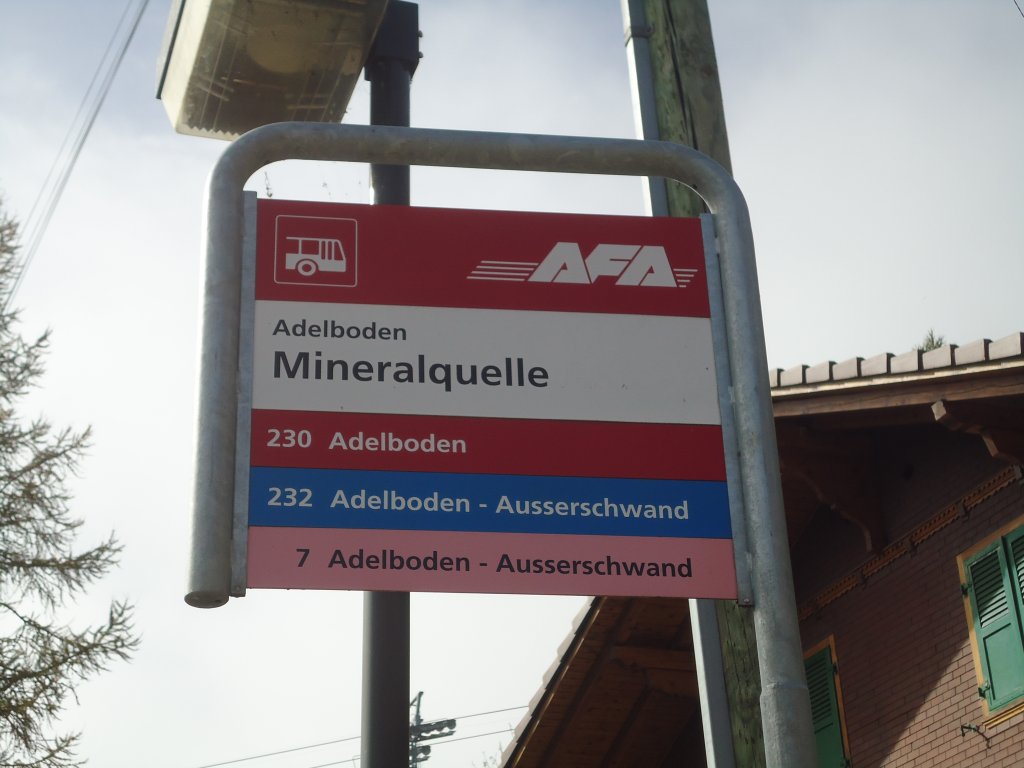 AFA
Adelboden
Mineralquelle
230 Adelboden
232 Adelboden - Ausserschwand
7 Adelboden - Ausserschwand